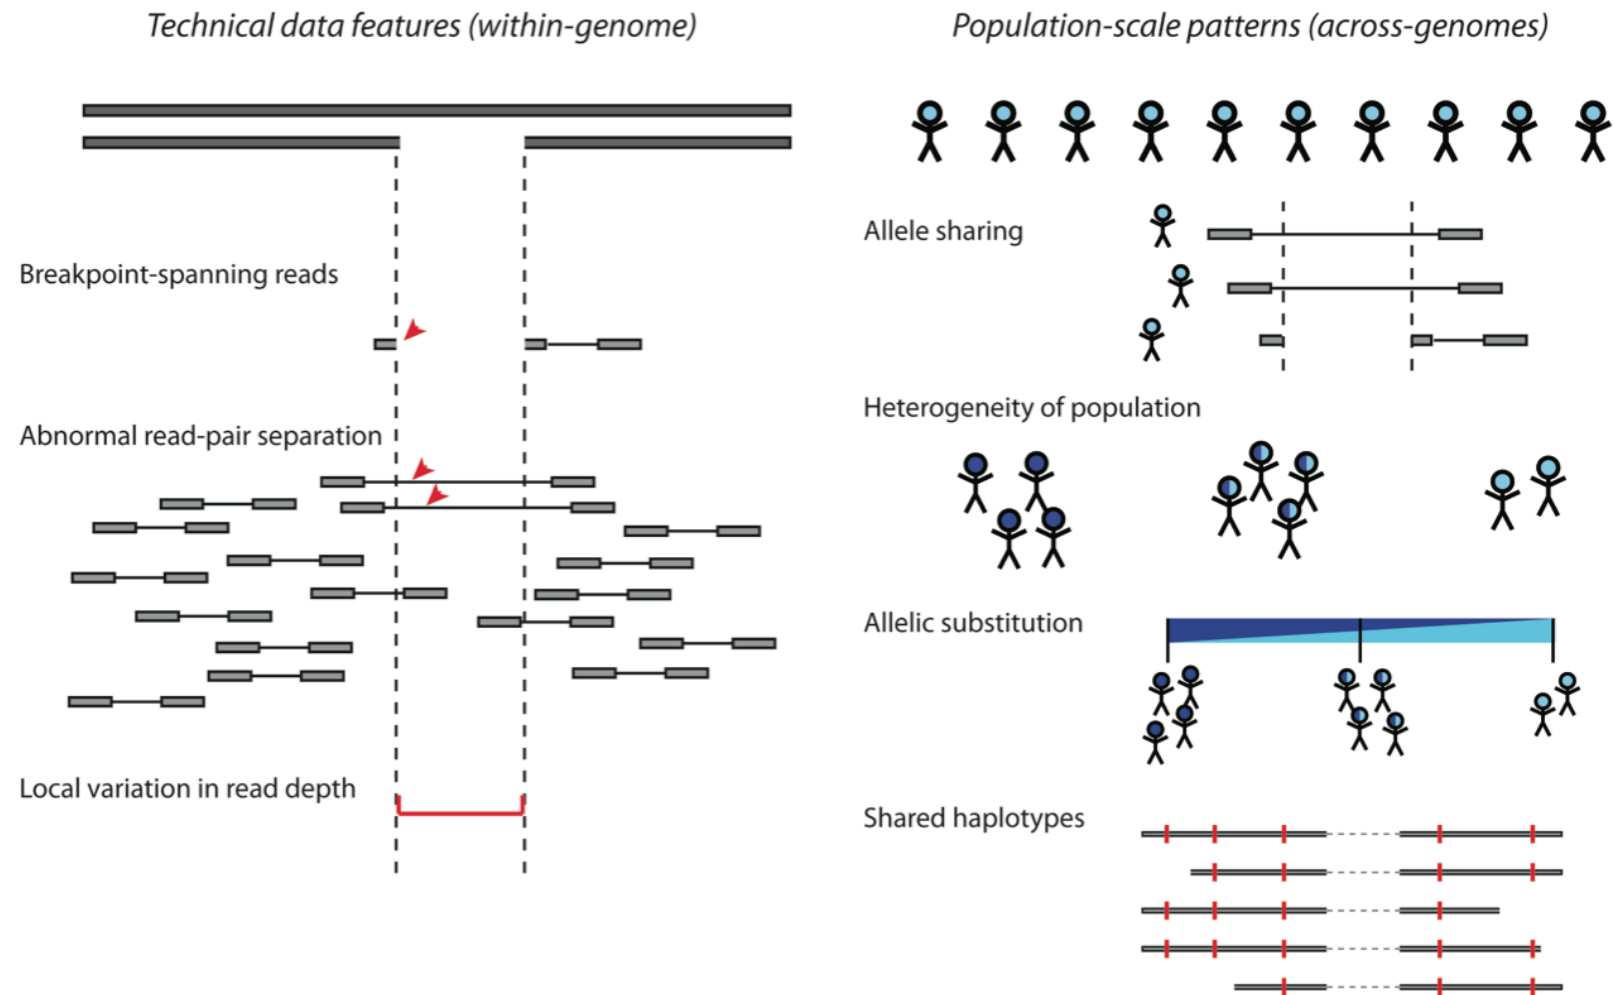 Technical data features (within-genome)
Breakpoint-spanning reads
Abnormal read-pair separation
Local variation in read depth
Population-scale patterns (across-genomes)
Allele sharing
Heterogeneity of population
Allelic substitution
Shared haplotypes